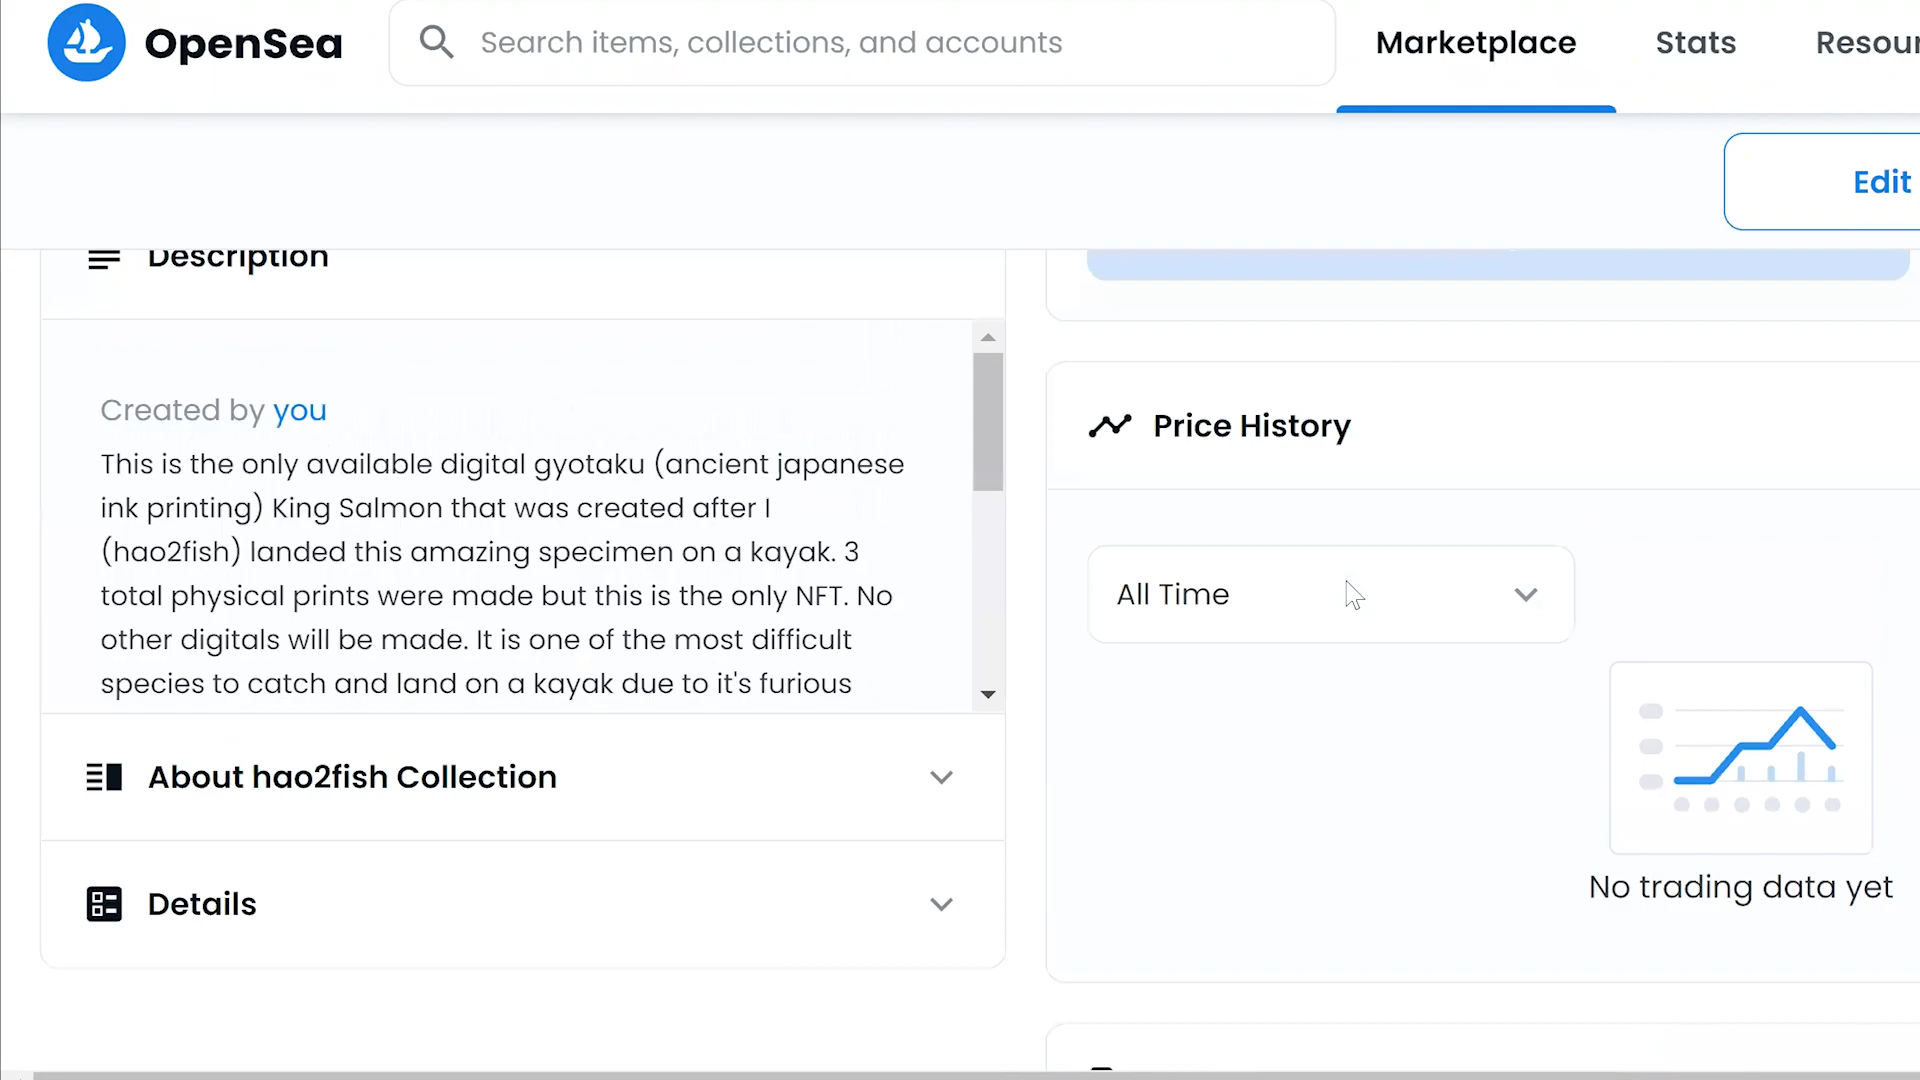 OpenSea
Search items, collections, and accounts
Marketplace
Stats
Edit
Description
Created by you
This is the only available digital gyotaku (ancient japanese
ink printing) King Salmon that was created after I
(hao2fish) landed this amazing specimen on a kayak. 3
total physical prints were made but this is the only NFT. No
other digitals will be made. It is one of the most difficult
species to catch and land on a kayak due to it's furious
About hao2fish Collection
Details
Price History
All Time
No trading data yet